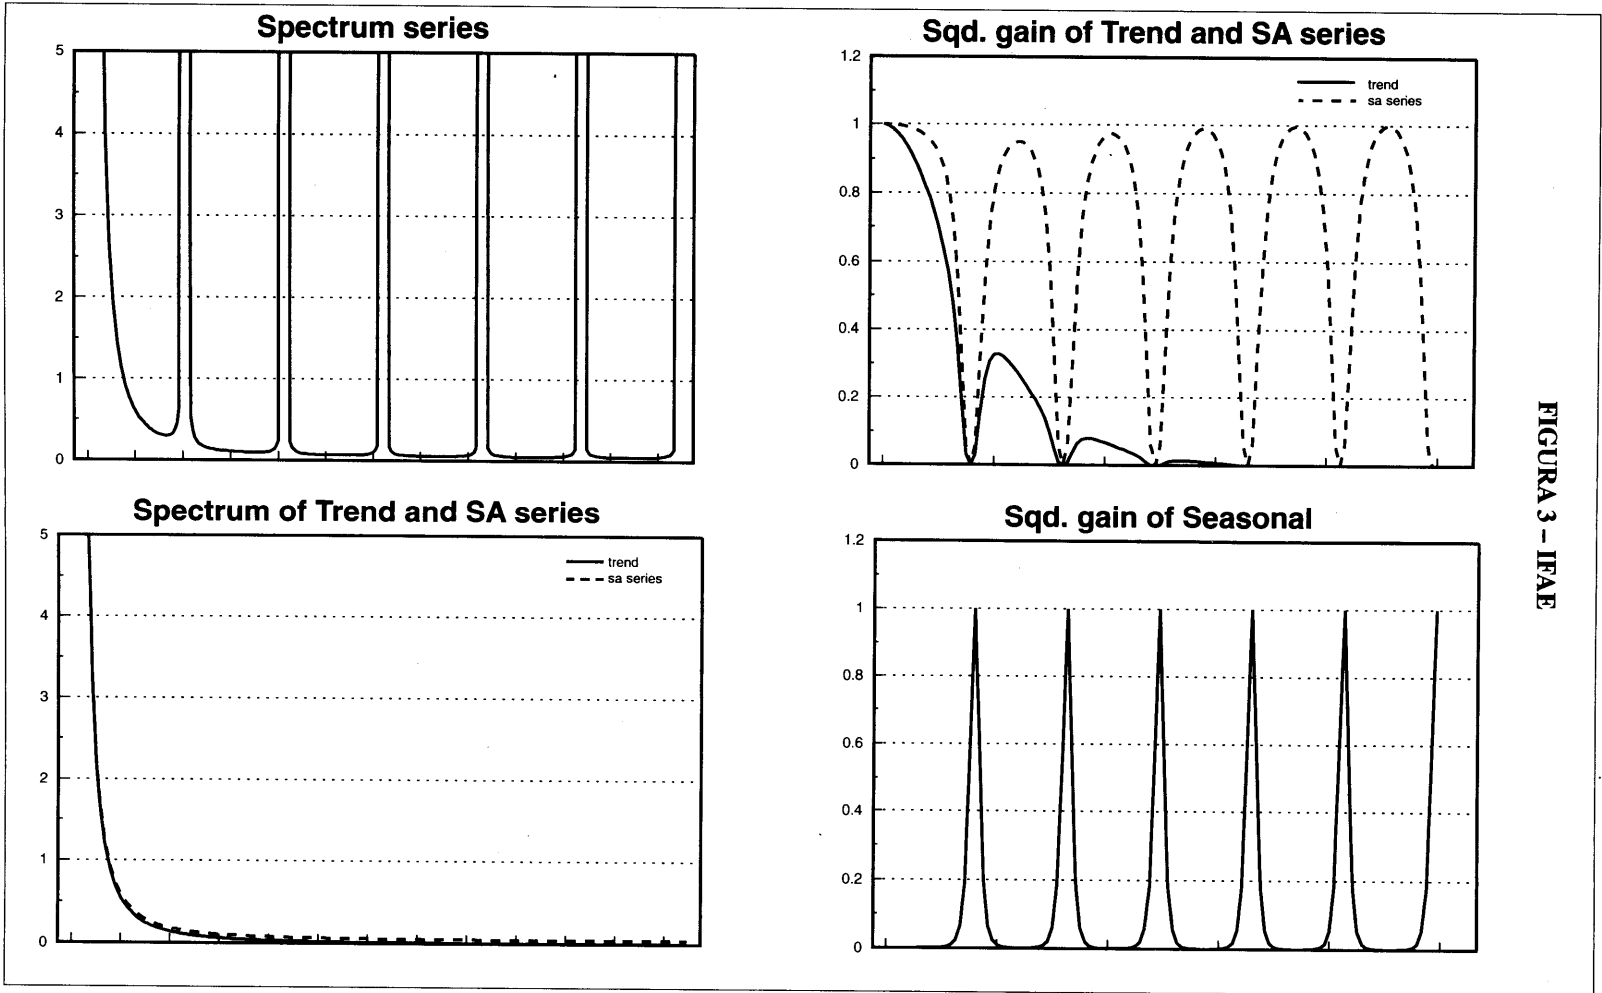 Spectrum series
5
4
3
2
1
0
Sqd. gain of Trend and SA series
1.2
1
0.8
0.6
0.4
0.2
0
trend
sa series
Spectrum of Trend and SA series
5
4
3
2
1
0
trend
sa series
Sqd. gain of Seasonal
1.2
1
0.8
0.6
0.4
0.2
0
FIGURA 3 – IFAE